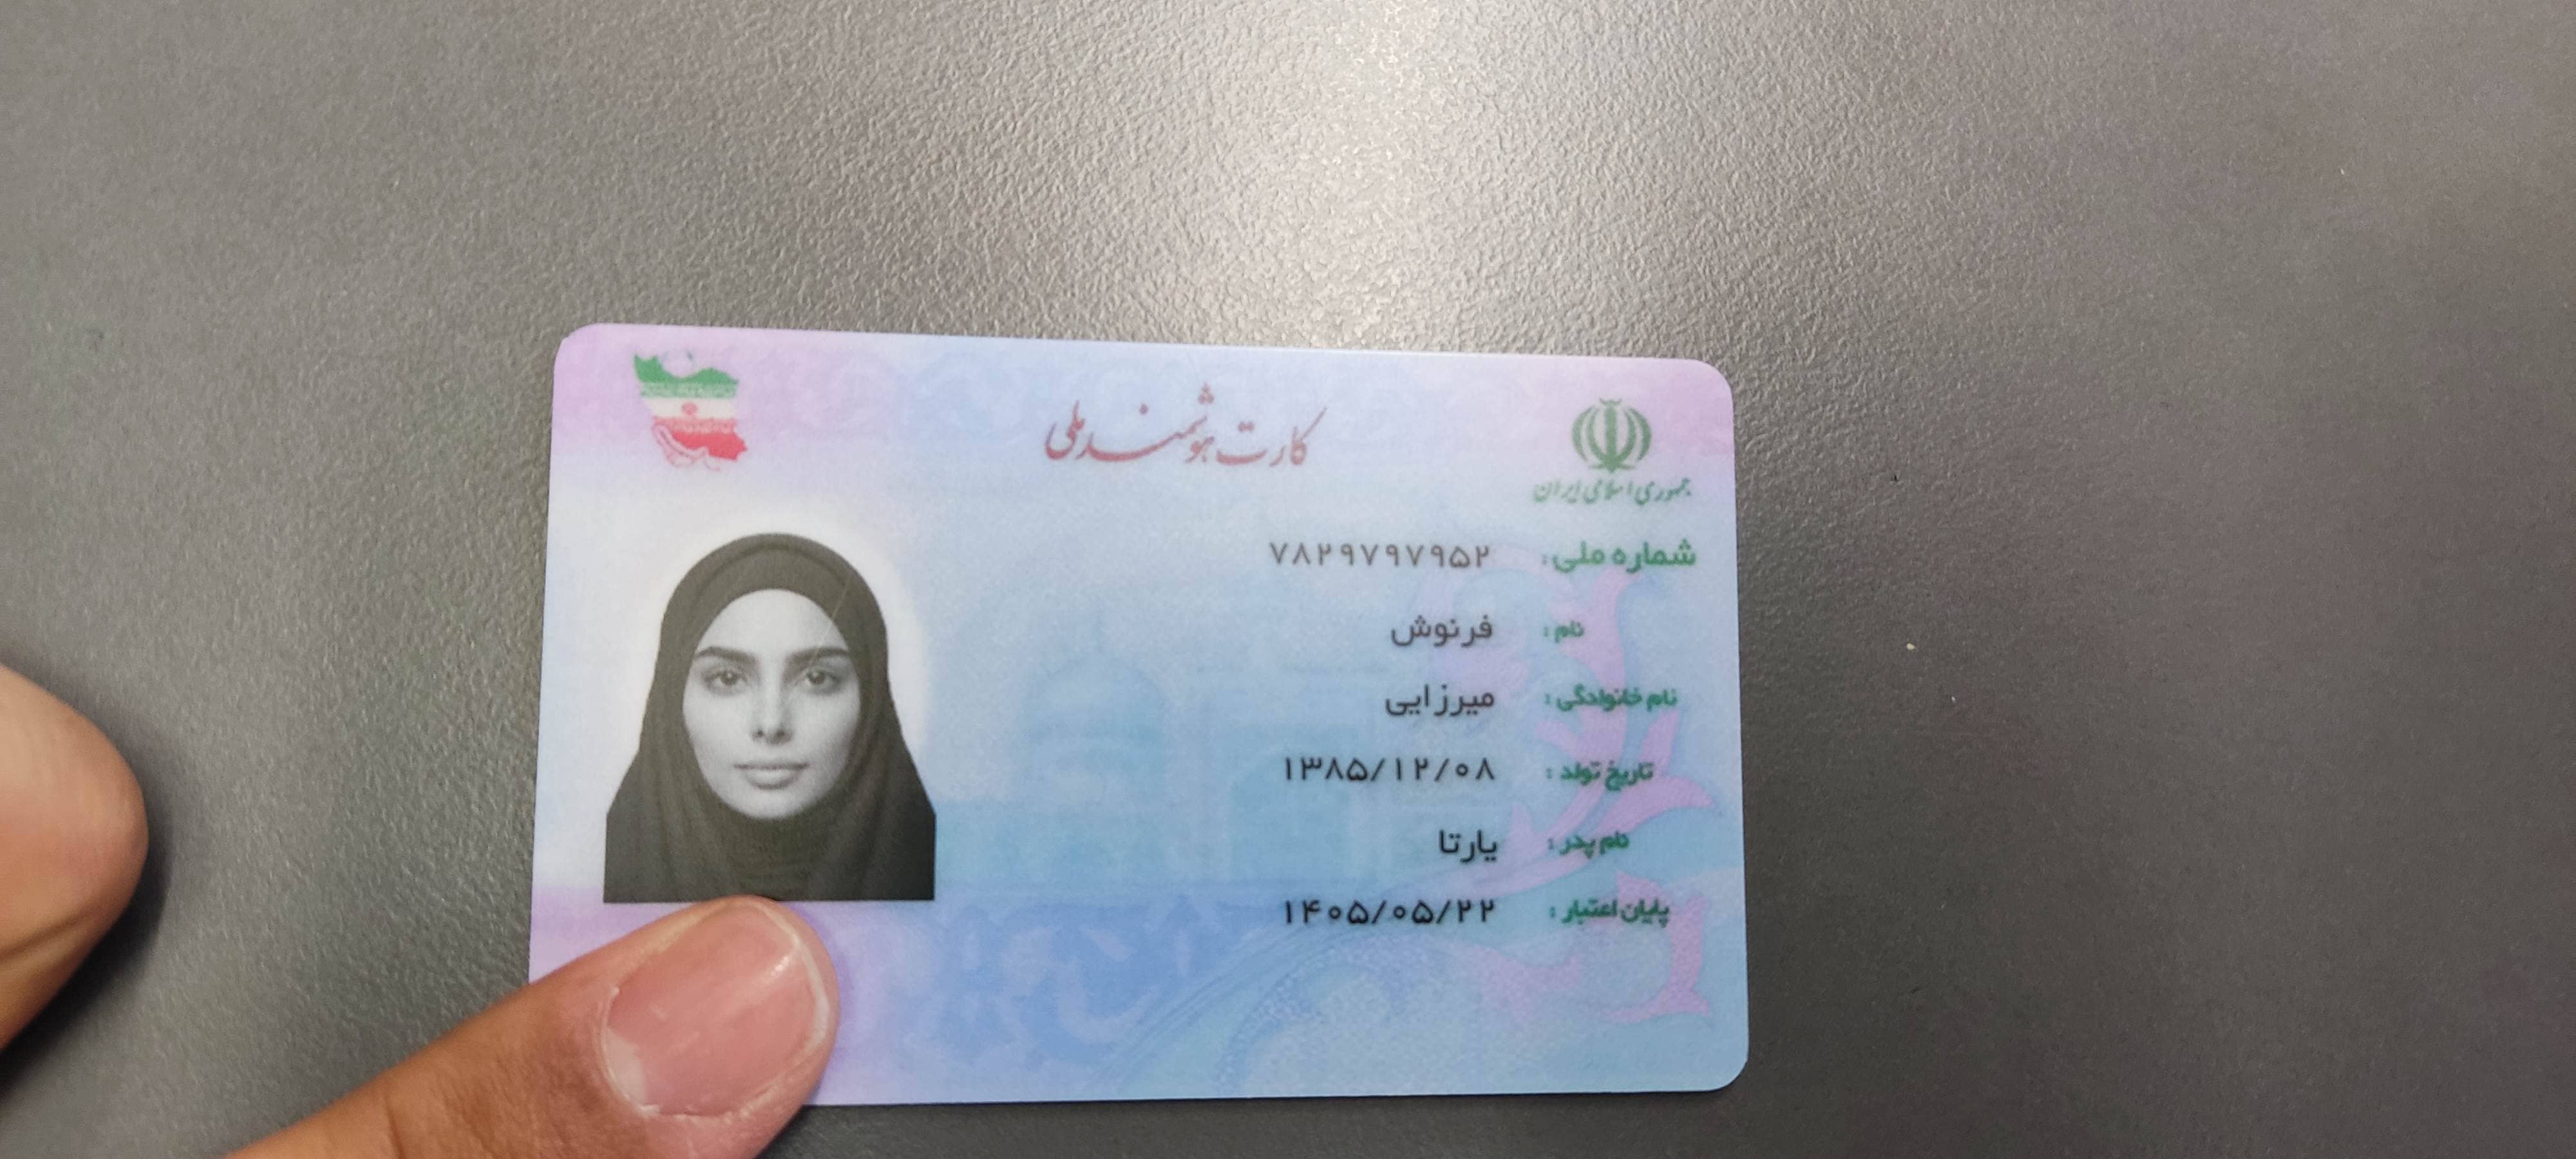 کارت هوشمند ملی
جمهوری اسلامی ایران
شماره ملی: ۷۸۲۹۷۹۷۹۵۲
نام: فرنوش
نام خانوادگی: میرزایی
تاریخ تولد: ۱۳۸۵/۱۲/۰۸
نام پدر: یارتا
پایان اعتبار: ۱۴۰۵/۰۵/۲۲